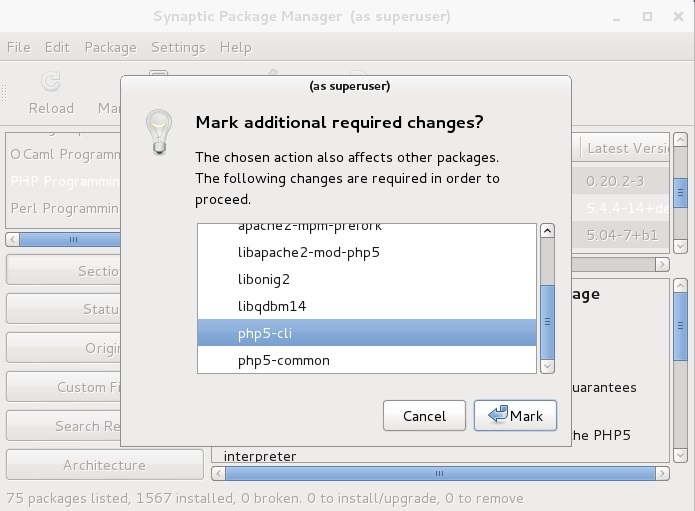 Synaptic Package Manager (as superuser)
File Edit Package Settings Help
Reload
(as superuser)
Mark additional required changes?
The chosen action also affects other packages.
The following changes are required in order to
proceed.
apache2-mpm-prefork
libapache2-mod-php5
libonig2
libqdbm14
php5-cli
php5-common
Cancel Mark
OCaml Programm
PHP Programmin
Perl Programmin
Latest Versi
0.20.2-3
5.4.4-14+de
5.04-7+b1
Sectio
Statu
Origi
Custom Fi
Search Re
Architecture
age
uarantees
he PHP5
interpreter
75 packages listed, 1567 installed, 0 broken. 0 to install/upgrade, 0 to remove